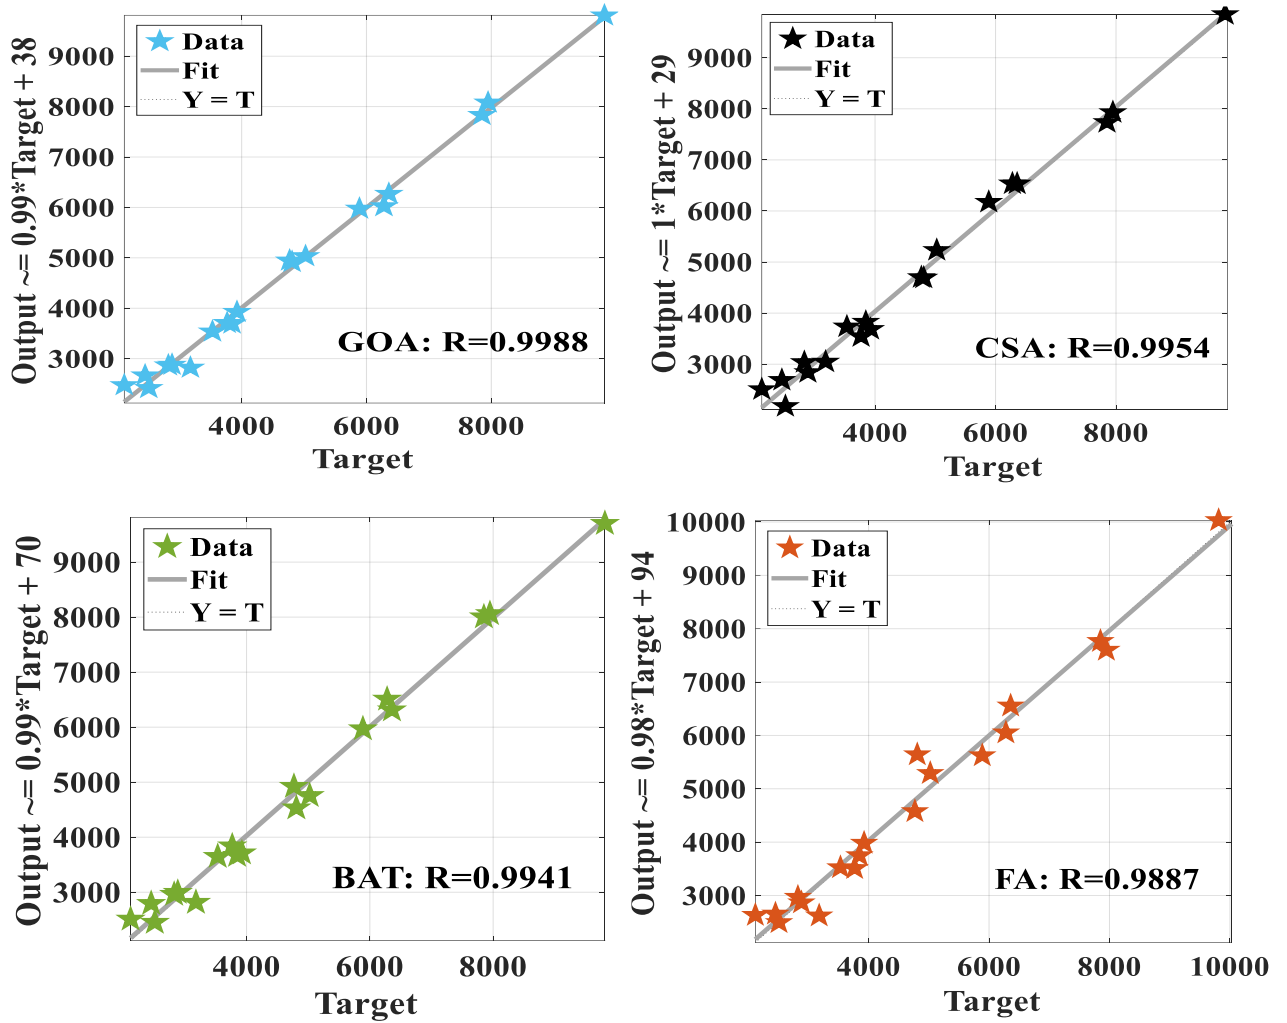 Output ~= 0.99*Target + 38
9000
8000
7000
6000
5000
4000
3000
Data
Fit
Y = T
GOA: R=0.9988
4000 6000 8000
Target
Output ~= 1*Target + 29
9000
8000
7000
6000
5000
4000
3000
Data
Fit
Y = T
CSA: R=0.9954
4000 6000 8000
Target
Output ~= 0.99*Target + 70
9000
8000
7000
6000
5000
4000
3000
Data
Fit
Y = T
BAT: R=0.9941
4000 6000 8000
Target
Output ~= 0.98*Target + 94
10000
9000
8000
7000
6000
5000
4000
3000
Data
Fit
Y = T
FA: R=0.9887
4000 6000 8000 10000
Target